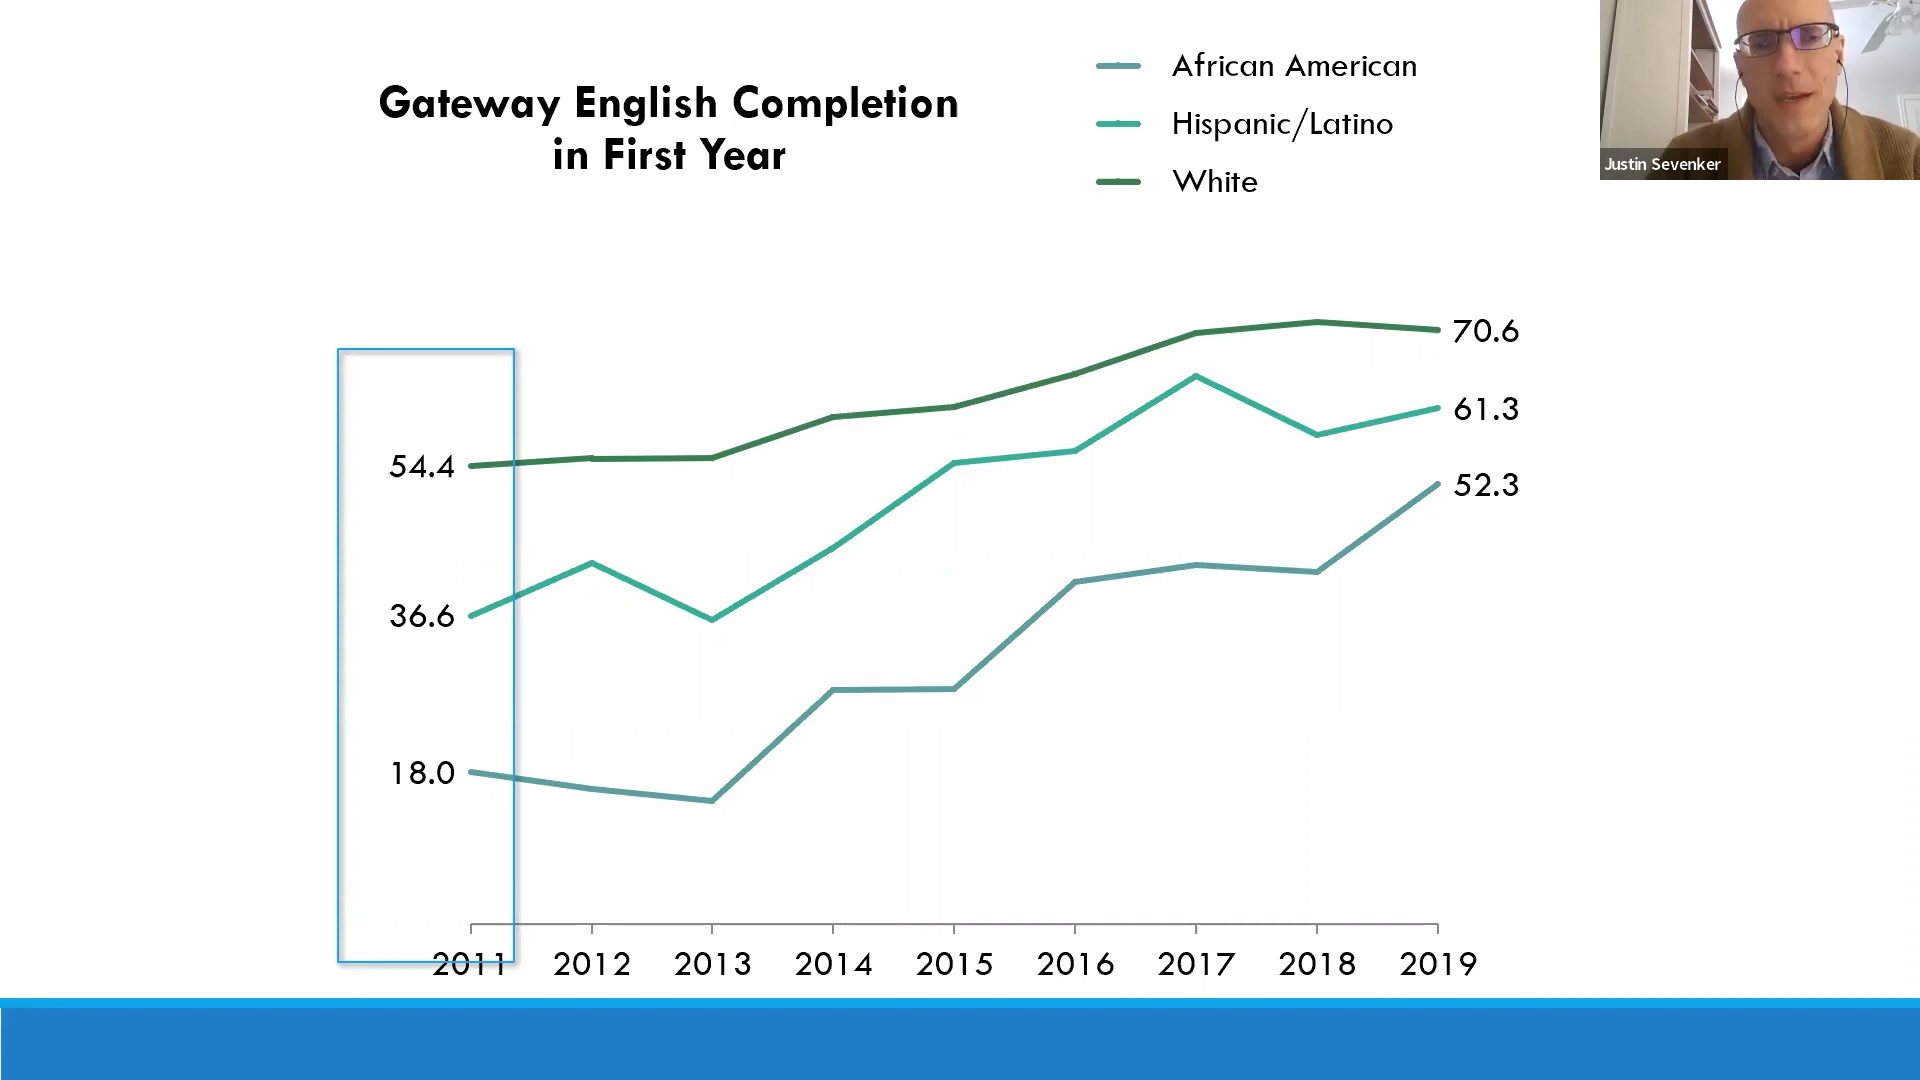 Gateway English Completion
in First Year
African American
Hispanic/Latino
White
Justin Sevenker
70.6
61.3
54.4
52.3
36.6
18.0
2011 2012 2013 2014 2015 2016 2017 2018 2019